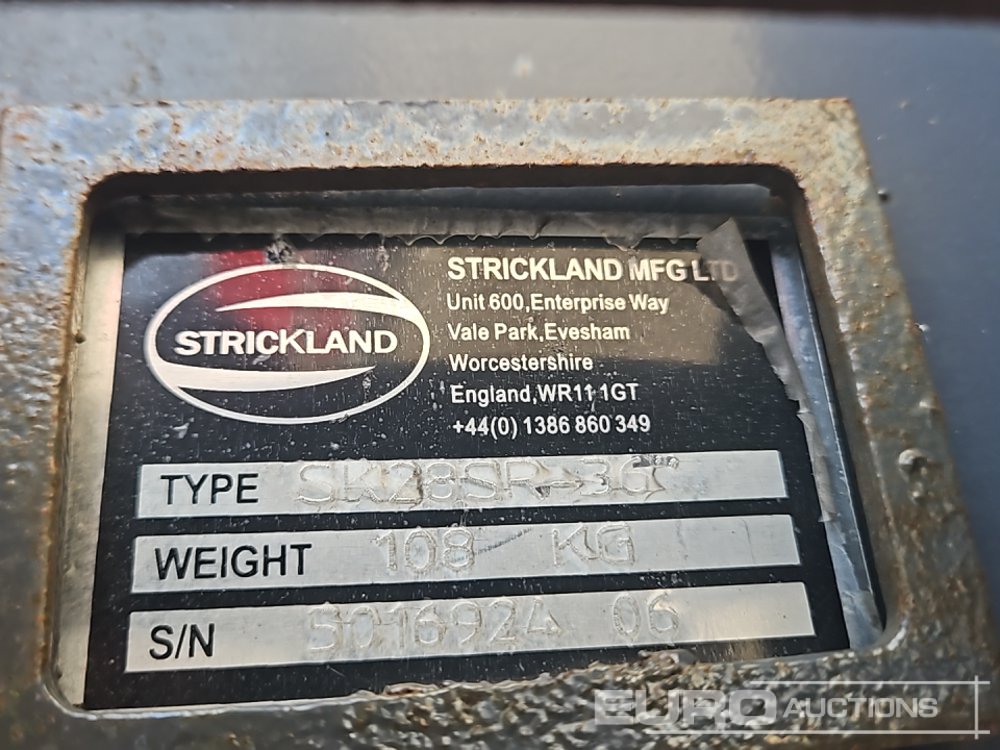 STRICKLAND
STRICKLAND MFG LTD
Unit 600,Enterprise Way
Vale Park,Evesham
Worcestershire
England,WR11 1GT
+44(0) 1386 860 349
TYPE SK28SR-36"
WEIGHT 108 KG
S/N S016924 06
EURO AUCTIONS